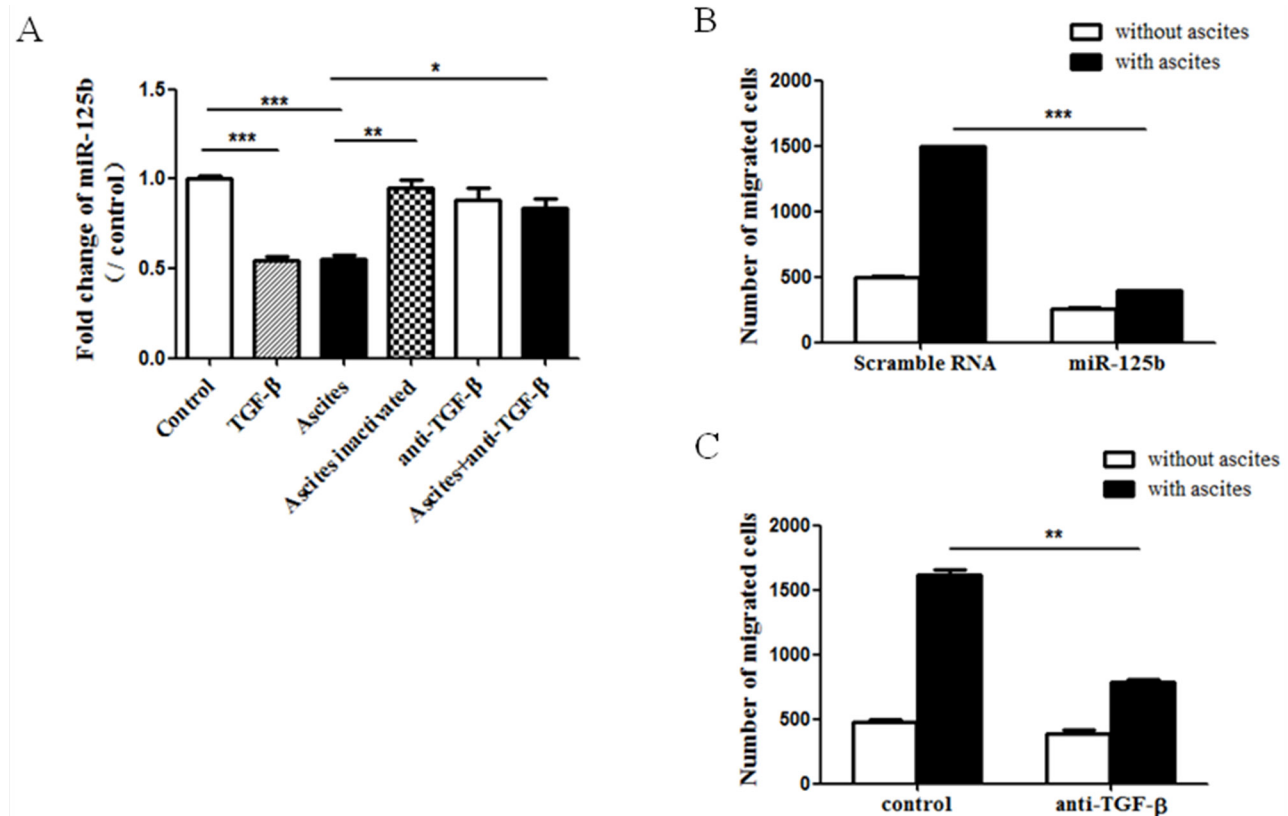 A
Fold change of miR-125b
(/ control)
1.5
1.0
0.5
0.0
***
***
**
*
Control
TGF-β
Ascites
Ascites inactivated
anti-TGF-β
Ascites+anti-TGF-β
B
without ascites
with ascites
Number of migrated cells
2000
1500
1000
500
0
***
Scramble RNA
miR-125b
C
without ascites
with ascites
Number of migrated cells
2000
1500
1000
500
0
**
control
anti-TGF-β